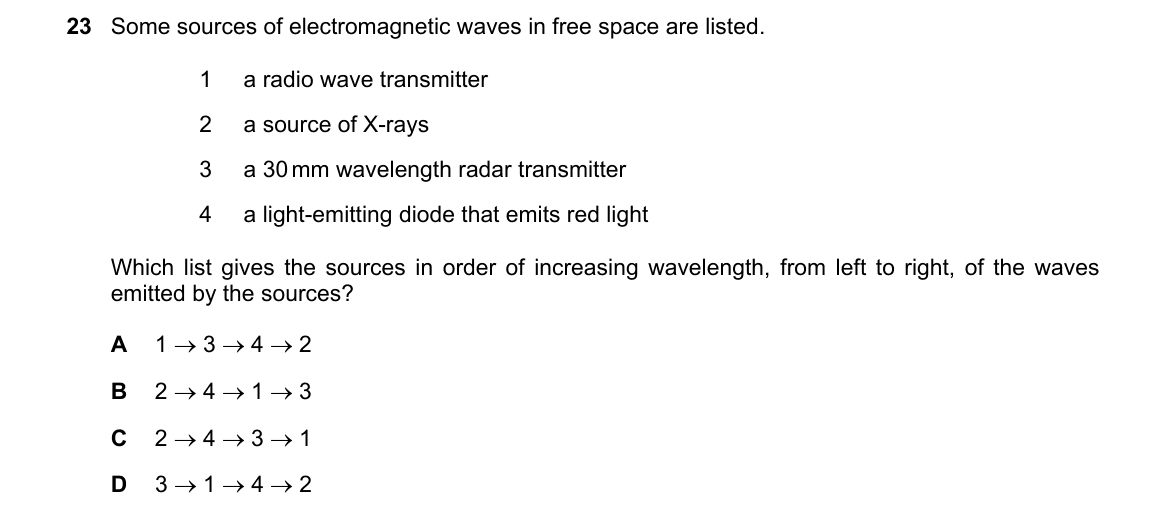 23 Some sources of electromagnetic waves in free space are listed.
1 a radio wave transmitter
2 a source of X-rays
3 a 30 mm wavelength radar transmitter
4 a light-emitting diode that emits red light
Which list gives the sources in order of increasing wavelength, from left to right, of the waves
emitted by the sources?
A 1 → 3 → 4 → 2
B 2 → 4 → 1 → 3
C 2 → 4 → 3 → 1
D 3 → 1 → 4 → 2